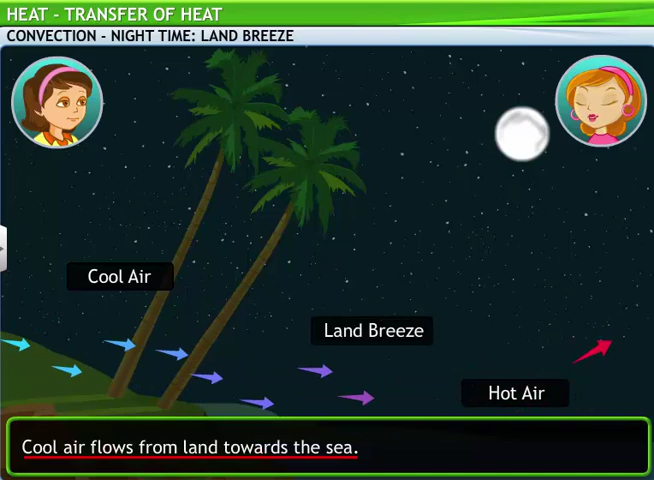 HEAT - TRANSFER OF HEAT
CONVECTION - NIGHT TIME: LAND BREEZE
Cool Air
Land Breeze
Hot Air
Cool air flows from land towards the sea.